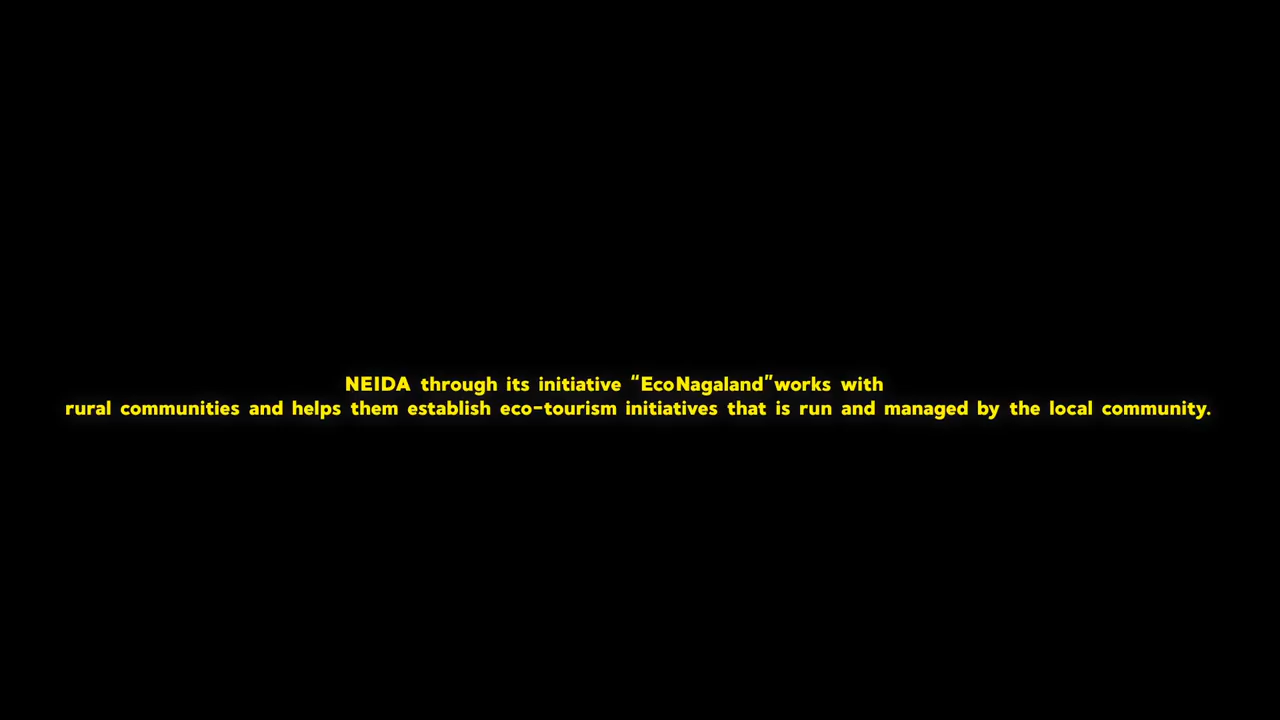 NEIDA through its initiative “EcoNagaland”works with
rural communities and helps them establish eco-tourism initiatives that is run and managed by the local community.